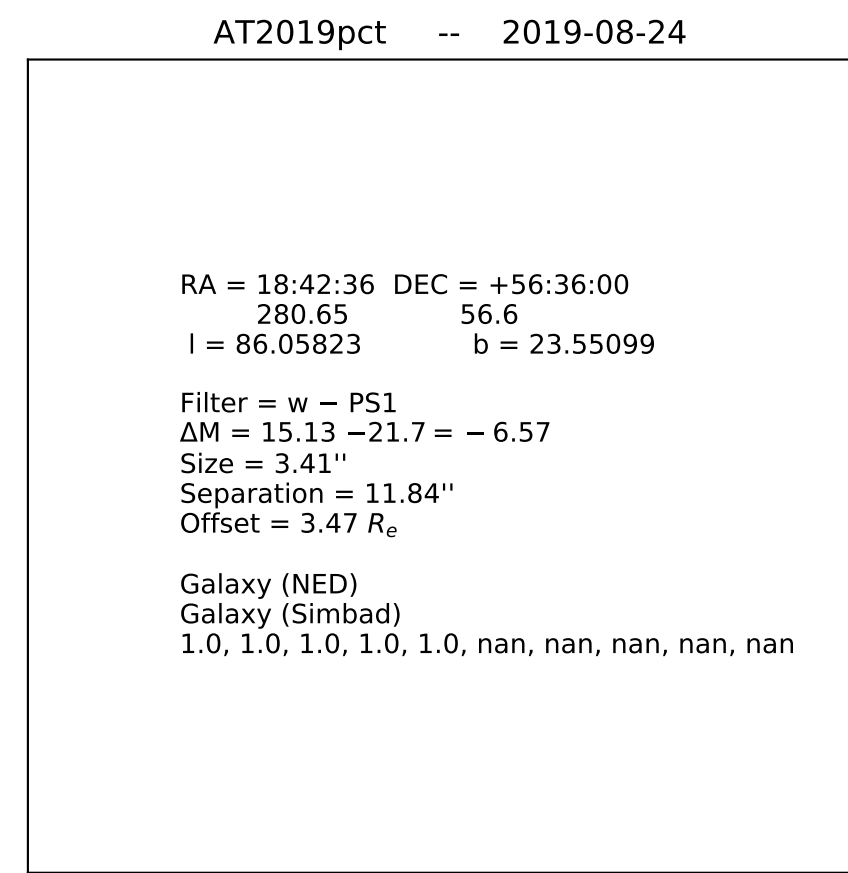 AT2019pct -- 2019-08-24
RA = 18:42:36 DEC = +56:36:00
280.65 56.6
l = 86.05823 b = 23.55099
Filter = w − PS1
ΔM = 15.13 −21.7 = − 6.57
Size = 3.41''
Separation = 11.84''
Offset = 3.47 Re
Galaxy (NED)
Galaxy (Simbad)
1.0, 1.0, 1.0, 1.0, 1.0, nan, nan, nan, nan, nan